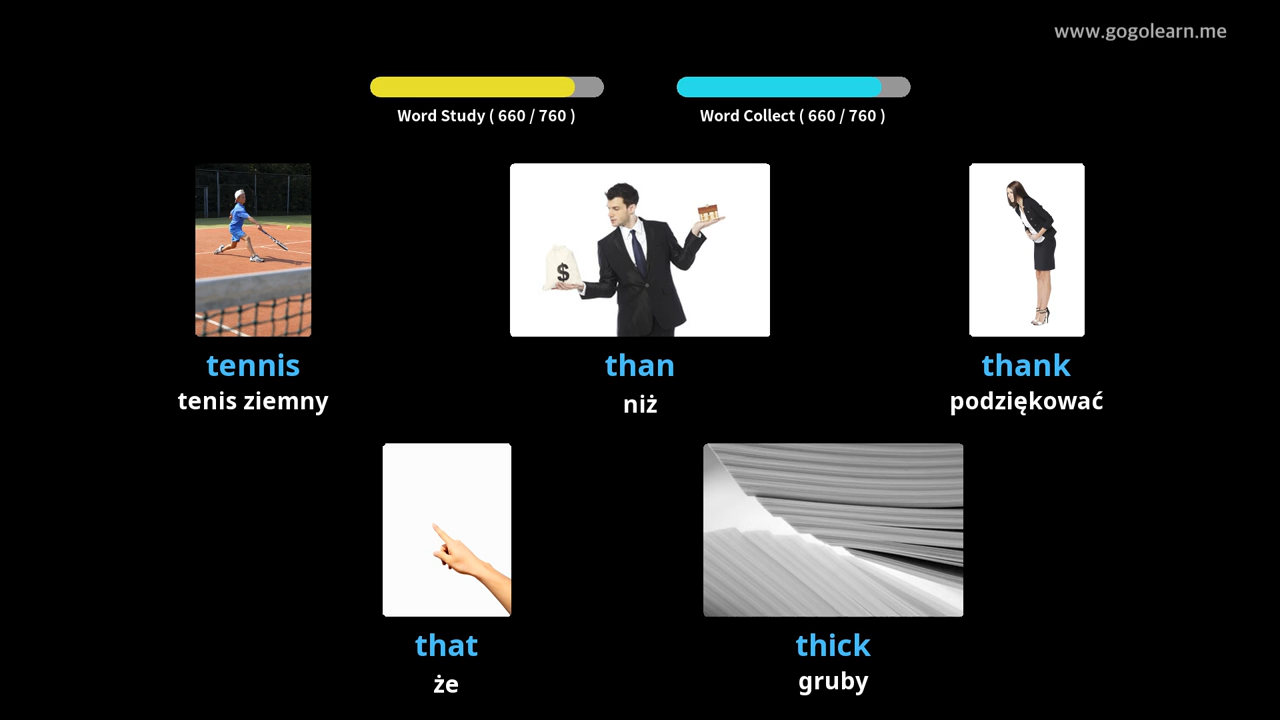 www.gogolearn.me
Word Study ( 660 / 760 )
Word Collect ( 660 / 760 )
$
tennis
tenis ziemny
than
niż
thank
podziękować
that
że
thick
gruby